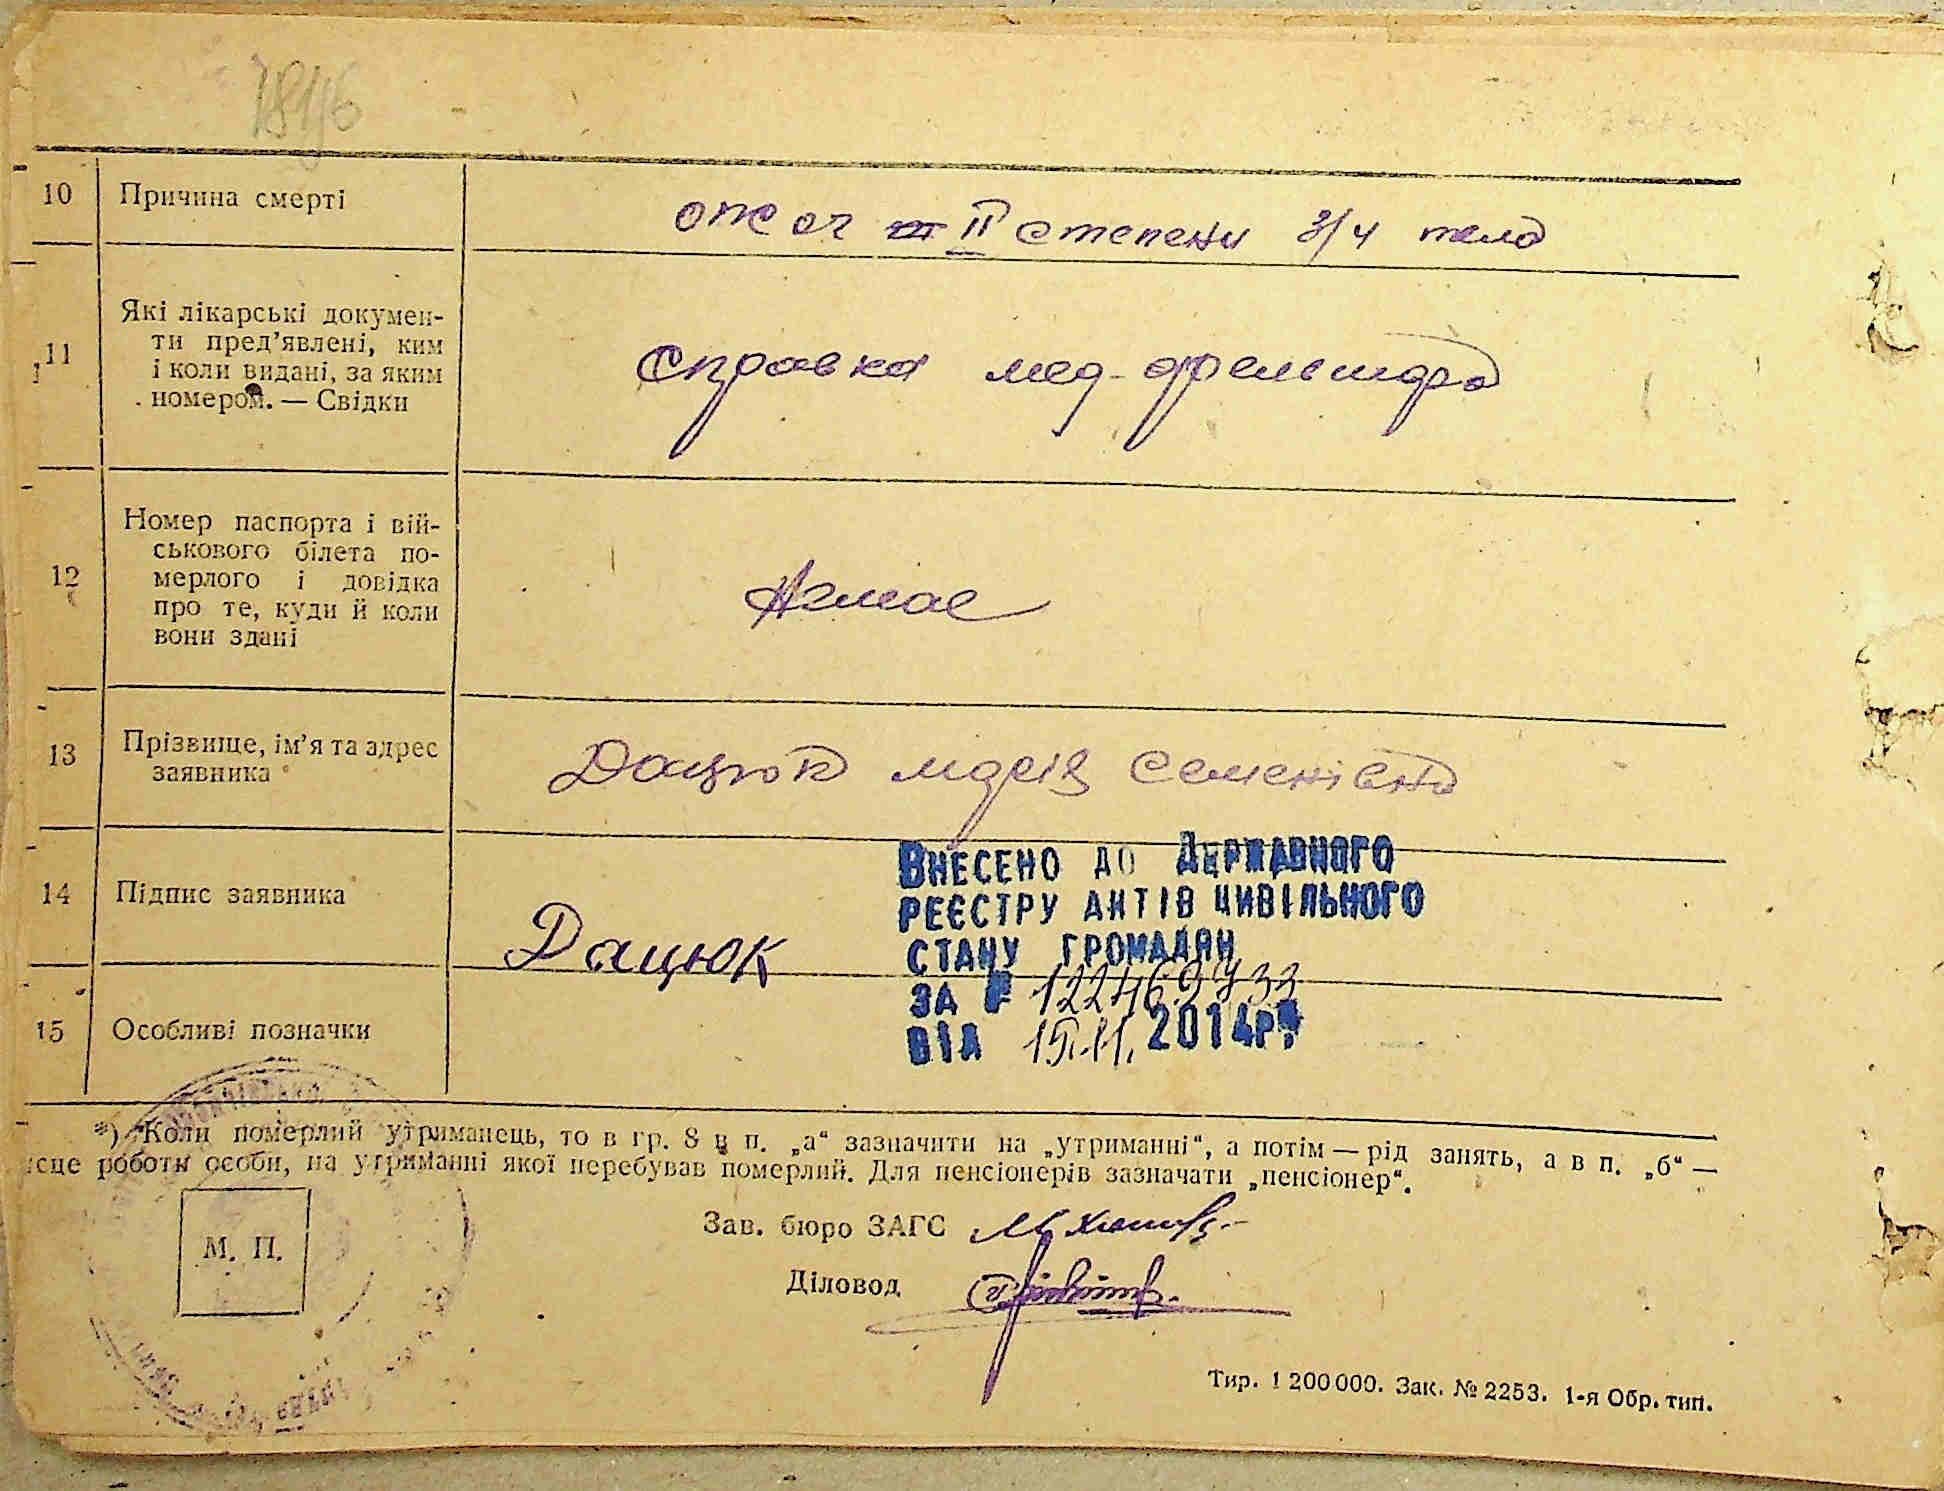 1846
10 Причина смерті ожог II степени 3/4 тела
11 Які лікарські докумен-
ти пред’явлені, ким
і коли видані, за яким
номером. — Свідки
Справка мед-фрельшдра
12 Номер паспорта і вій-
ськового білета по-
мерлого і довідка
про те, куди й коли
вони здані
Немае
13 Прізвище, ім’я та адрес
заявника
Дацюк Марія Семенівна
14 Підпис заявника Дацюк
ВНЕСЕНО ДО ДЕРЖАВНОГО
РЕЄСТРУ АКТІВ ЦИВІЛЬНОГО
СТАНУ ГРОМАДЯН
ЗА № 122469733
ВІД 15.11.2014р.
15 Особливі позначки
*) Коли померлий утриманець, то в гр. 8 в п. „а“ зазначити на „утриманні“, а потім — рід занять, а в п. „б“ —
ісце роботи особи, на утриманні якої перебував померлий. Для пенсіонерів зазначати „пенсіонер“.
М. П.
Зав. бюро ЗАГС
Діловод
Тир. 1 200 000. Зак. № 2253. 1-я Обр. тип.